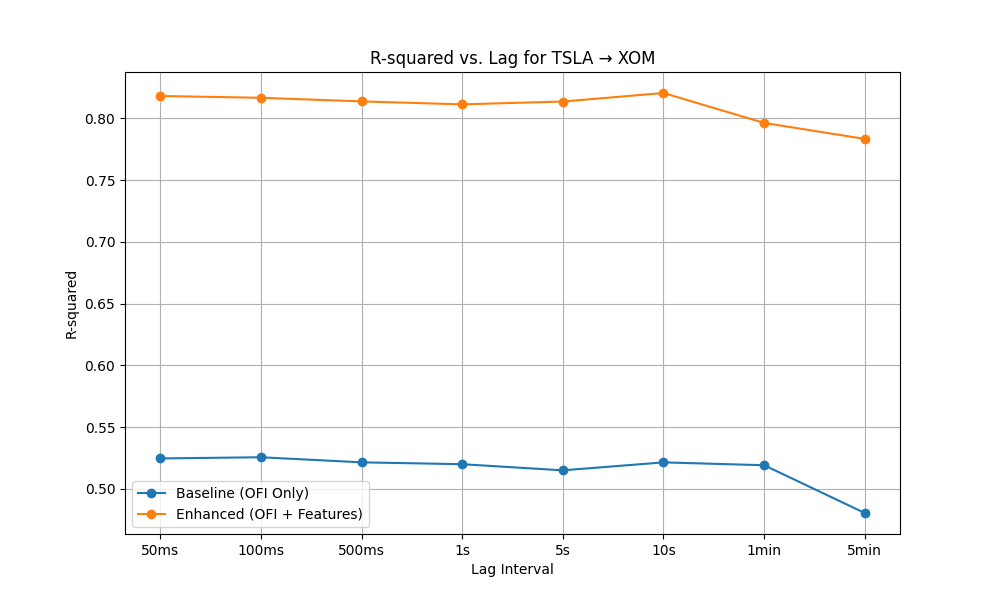 R-squared vs. Lag for TSLA → XOM
R-squared
0.80
0.75
0.70
0.65
0.60
0.55
0.50
Baseline (OFI Only)
Enhanced (OFI + Features)
50ms 100ms 500ms 1s 5s 10s 1min 5min
Lag Interval